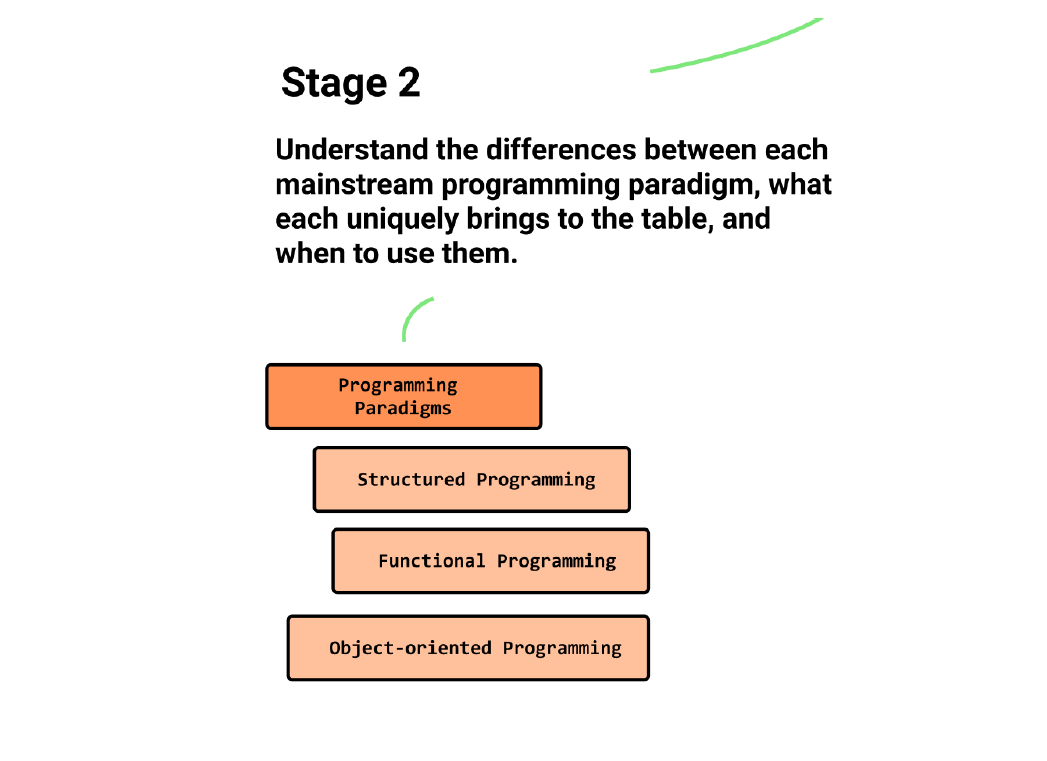 Stage 2
Understand the differences between each
mainstream programming paradigm, what
each uniquely brings to the table, and
when to use them.
Programming
Paradigms
Structured Programming
Functional Programming
Object-oriented Programming